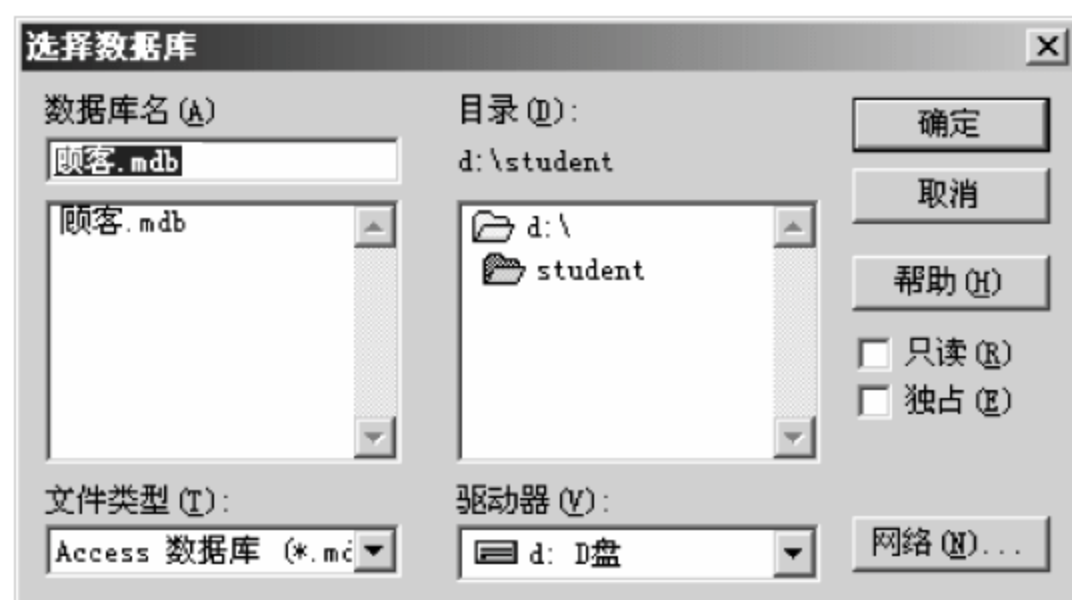 选择数据库
数据库名(A)
顾客.mdb
顾客.mdb
文件类型(T):
Access 数据库 (*.md
目录(D):
d:\student
d:\
student
驱动器(V):
d: D盘
确定
取消
帮助(H)
只读(R)
独占(E)
网络(N)...